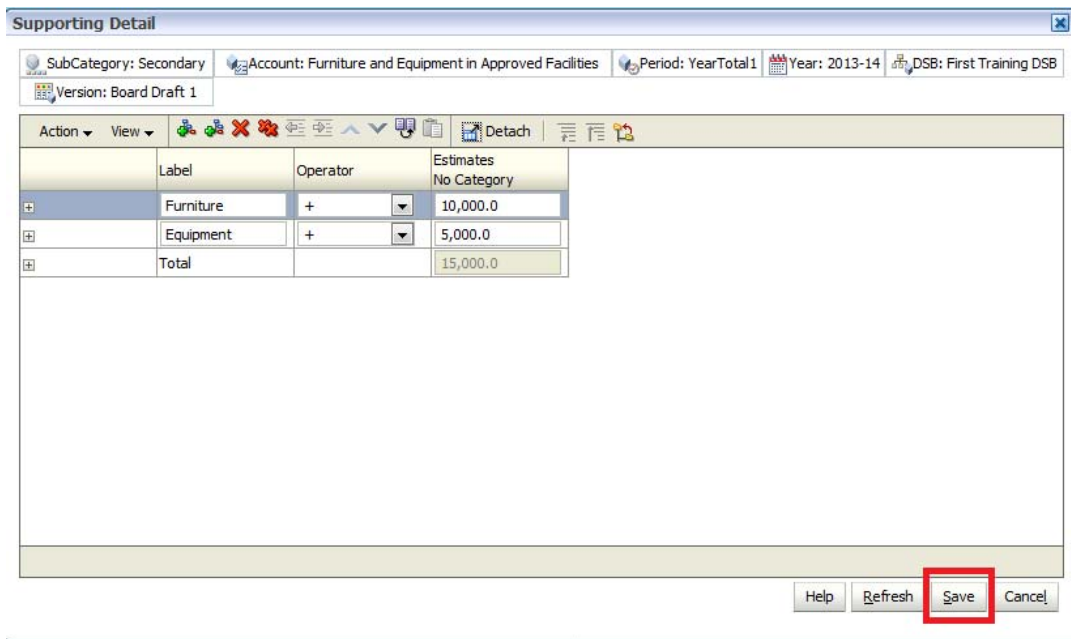 Supporting Detail
SubCategory: Secondary Account: Furniture and Equipment in Approved Facilities Period: YearTotal1 Year: 2013-14 DSB: First Training DSB
Version: Board Draft 1
Action View Detach
Label Operator Estimates
No Category
Furniture + 10,000.0
Equipment + 5,000.0
Total 15,000.0
Help Refresh Save Cancel